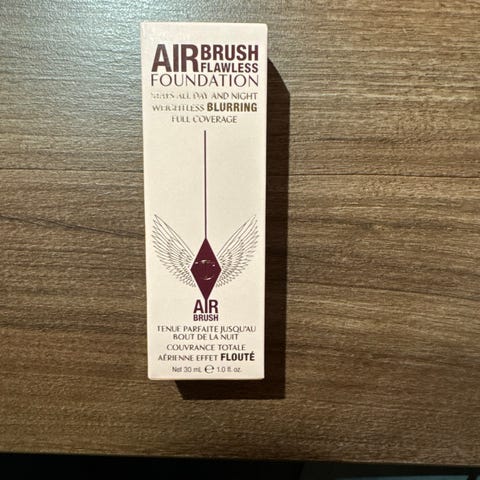 AIRBRUSH
FLAWLESS
FOUNDATION
STAYS ALL DAY AND NIGHT
WEIGHTLESS BLURRING
FULL COVERAGE
AIR
BRUSH
TENUE PARFAITE JUSQU'AU
BOUT DE LA NUIT
COUVRANCE TOTALE
AÉRIENNE EFFET FLOUTÉ
Net 30 mL ℮ 1.0 fl. oz.